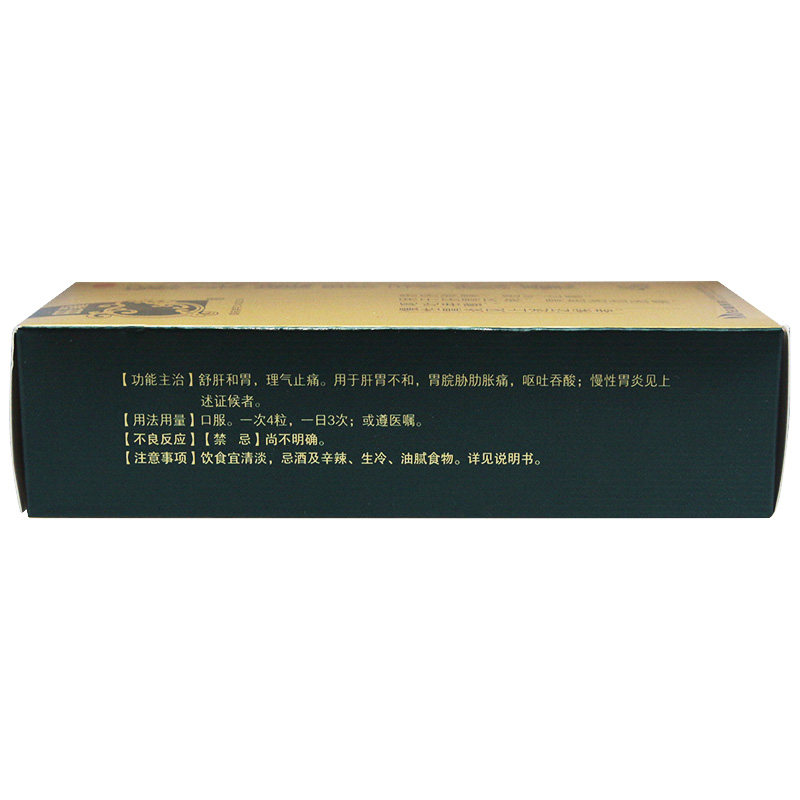 【功能主治】舒肝和胃，理气止痛。用于肝胃不和，胃脘胁肋胀痛，呕吐吞酸；慢性胃炎见上
述证候者。
【用法用量】口服。一次4粒，一日3次；或遵医嘱。
【不良反应】【禁 忌】尚不明确。
【注意事项】饮食宜清淡，忌酒及辛辣、生冷、油腻食物。详见说明书。